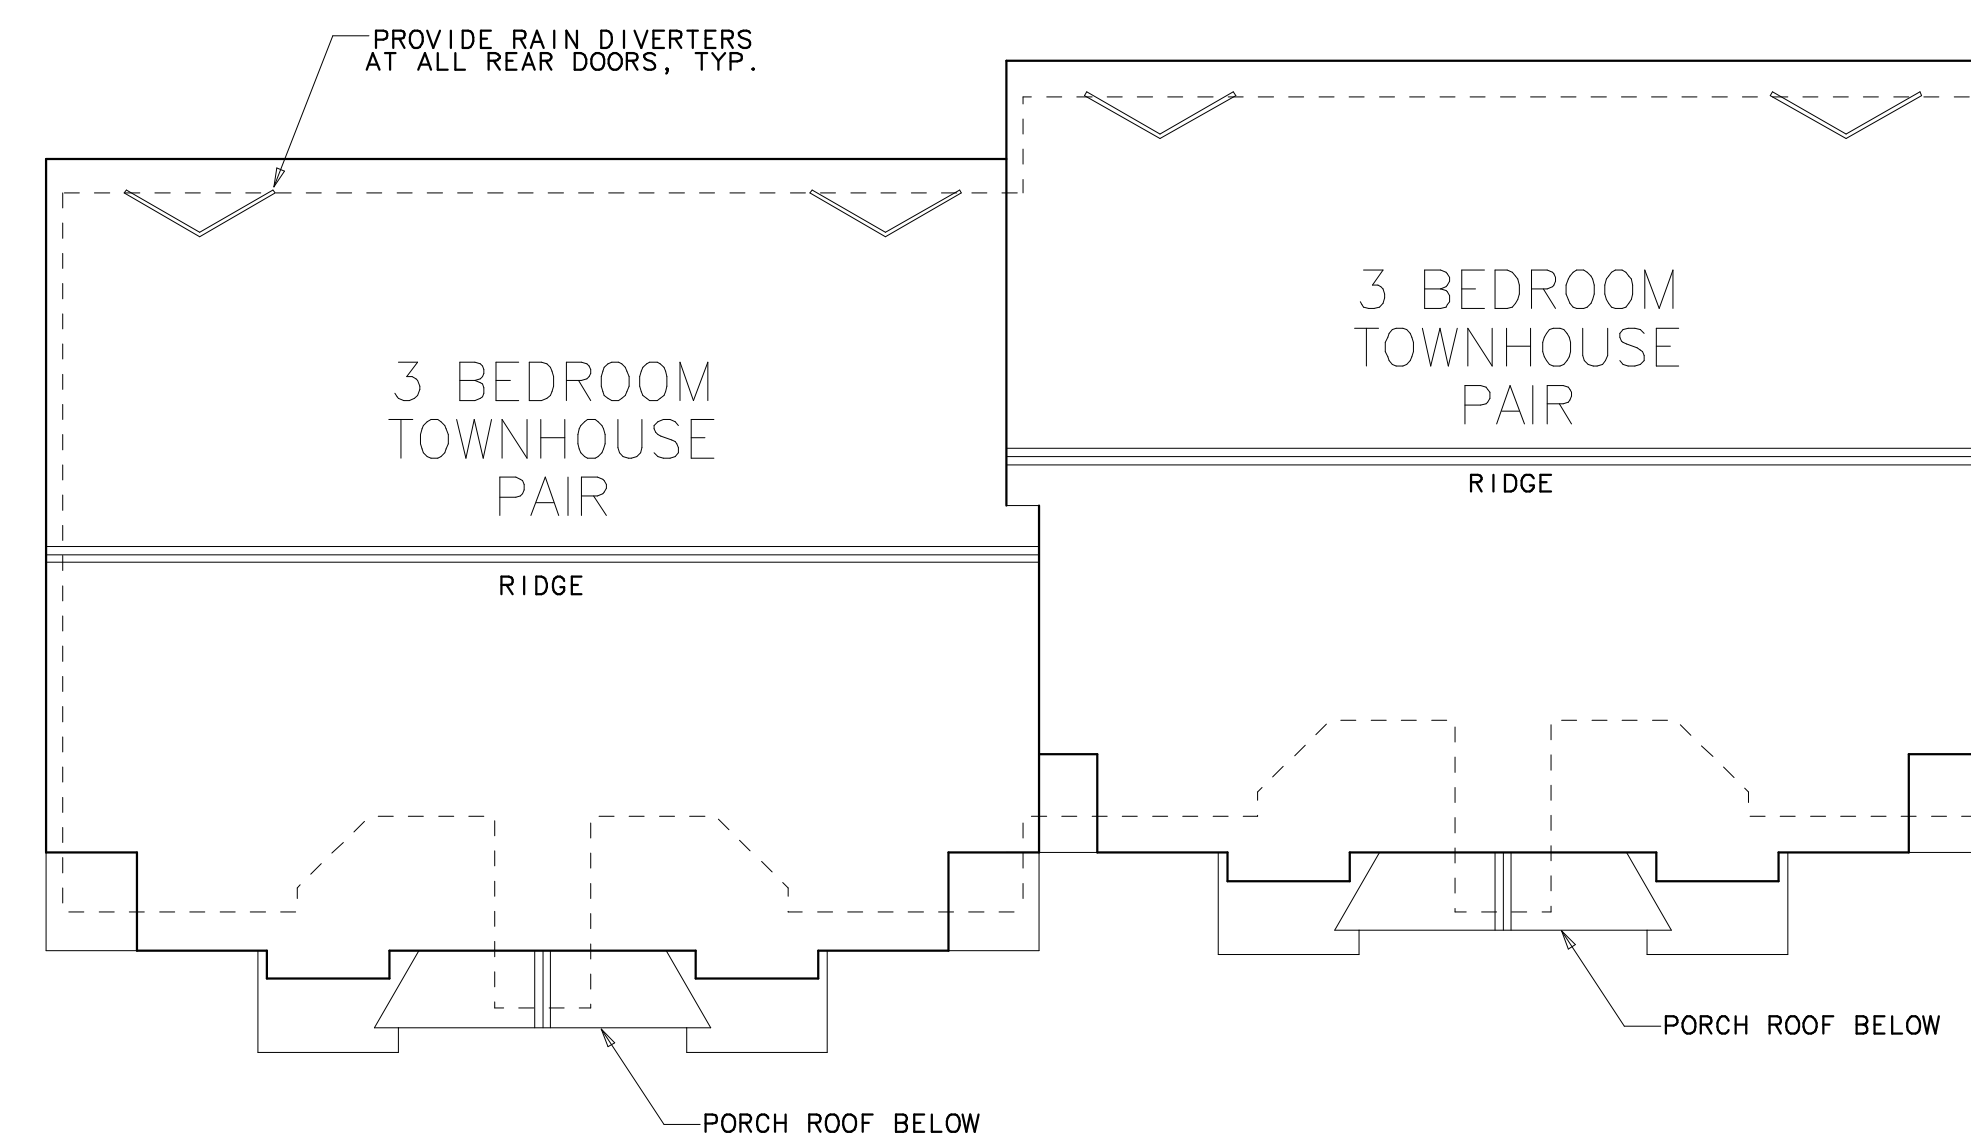 PROVIDE RAIN DIVERTERS
AT ALL REAR DOORS, TYP.
3 BEDROOM
TOWNHOUSE
PAIR
RIDGE
3 BEDROOM
TOWNHOUSE
PAIR
RIDGE
PORCH ROOF BELOW
PORCH ROOF BELOW